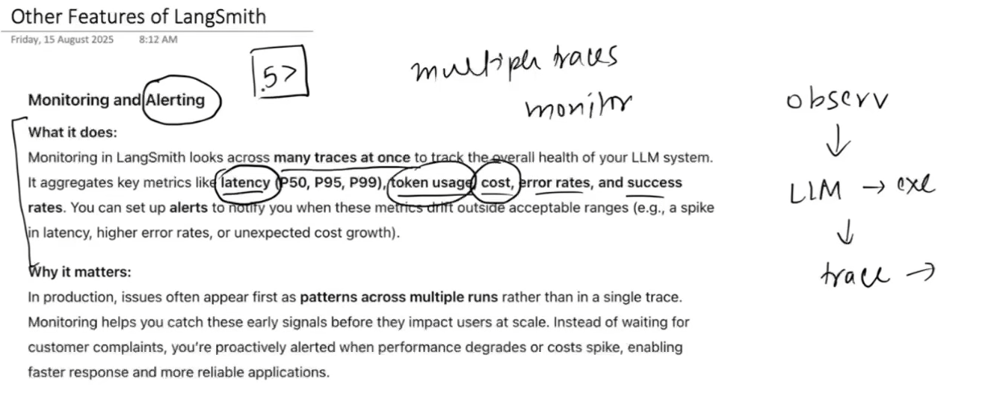 Other Features of LangSmith
Friday, 15 August 2025 8:12 AM
.5>
multiple traces
monitor
observ
LLM → exe
trace →
Monitoring and Alerting
What it does:
Monitoring in LangSmith looks across many traces at once to track the overall health of your LLM system.
It aggregates key metrics like latency (P50, P95, P99), token usage, cost, error rates, and success
rates. You can set up alerts to notify you when these metrics drift outside acceptable ranges (e.g., a spike
in latency, higher error rates, or unexpected cost growth).
Why it matters:
In production, issues often appear first as patterns across multiple runs rather than in a single trace.
Monitoring helps you catch these early signals before they impact users at scale. Instead of waiting for
customer complaints, you're proactively alerted when performance degrades or costs spike, enabling
faster response and more reliable applications.